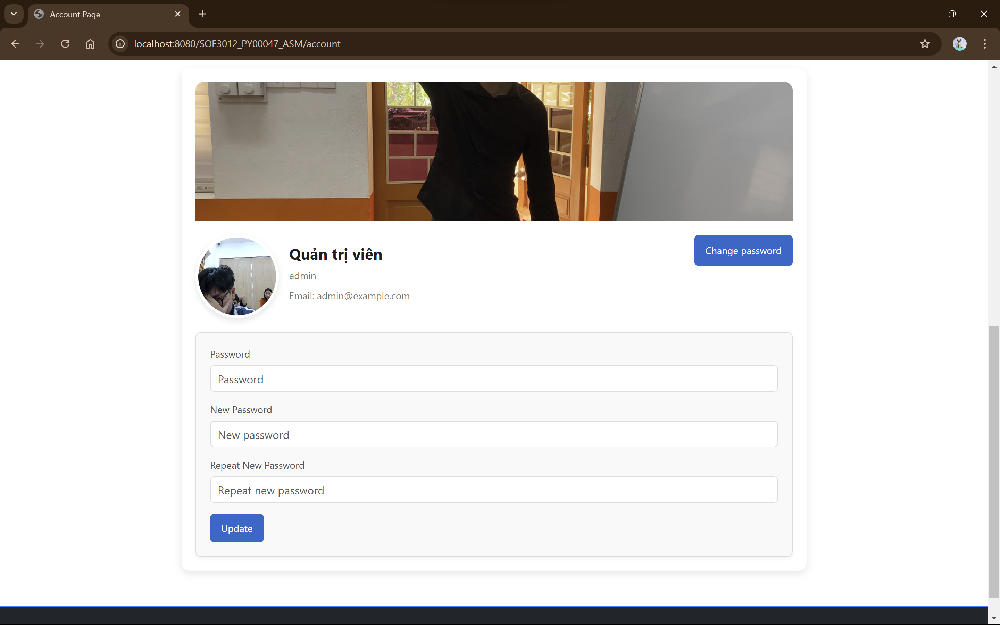 Account Page
localhost:8080/SOF3012_PY00047_ASM/account
Quản trị viên
Change password
admin
Email: admin@example.com
Password
Password
New Password
New password
Repeat New Password
Repeat new password
Update